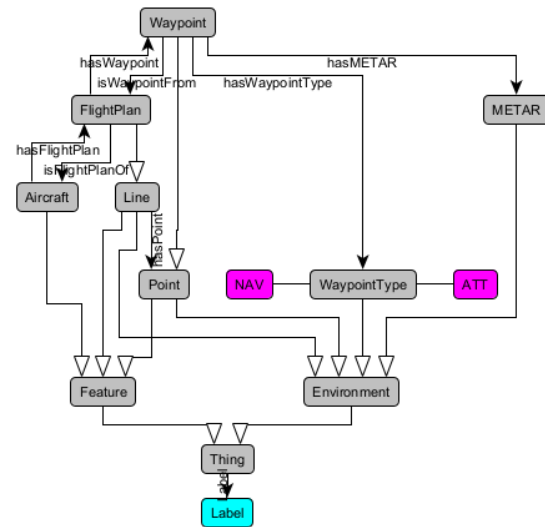 Waypoint
hasWaypoint
hasMETAR
isWaypointFrom
hasWaypointType
FlightPlan
METAR
hasFlightPlan
isFlightPlanOf
Aircraft
Line
hasPoint
Point
NAV
WaypointType
ATT
Feature
Environment
Thing
Label
Label